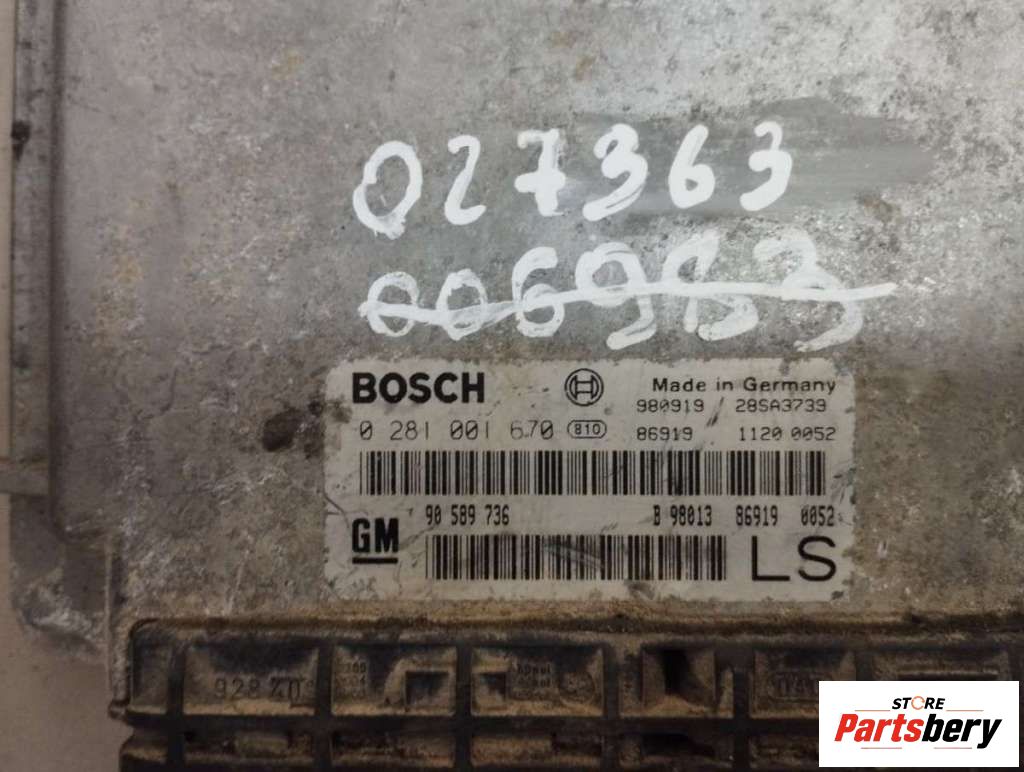 027363
0069139
BOSCH Made in Germany
980919 / 28SA3739
0 281 001 670 810 86919 1120 0052
90 589 736 B 98013 86919 0052
GM LS
STORE
Partsbery